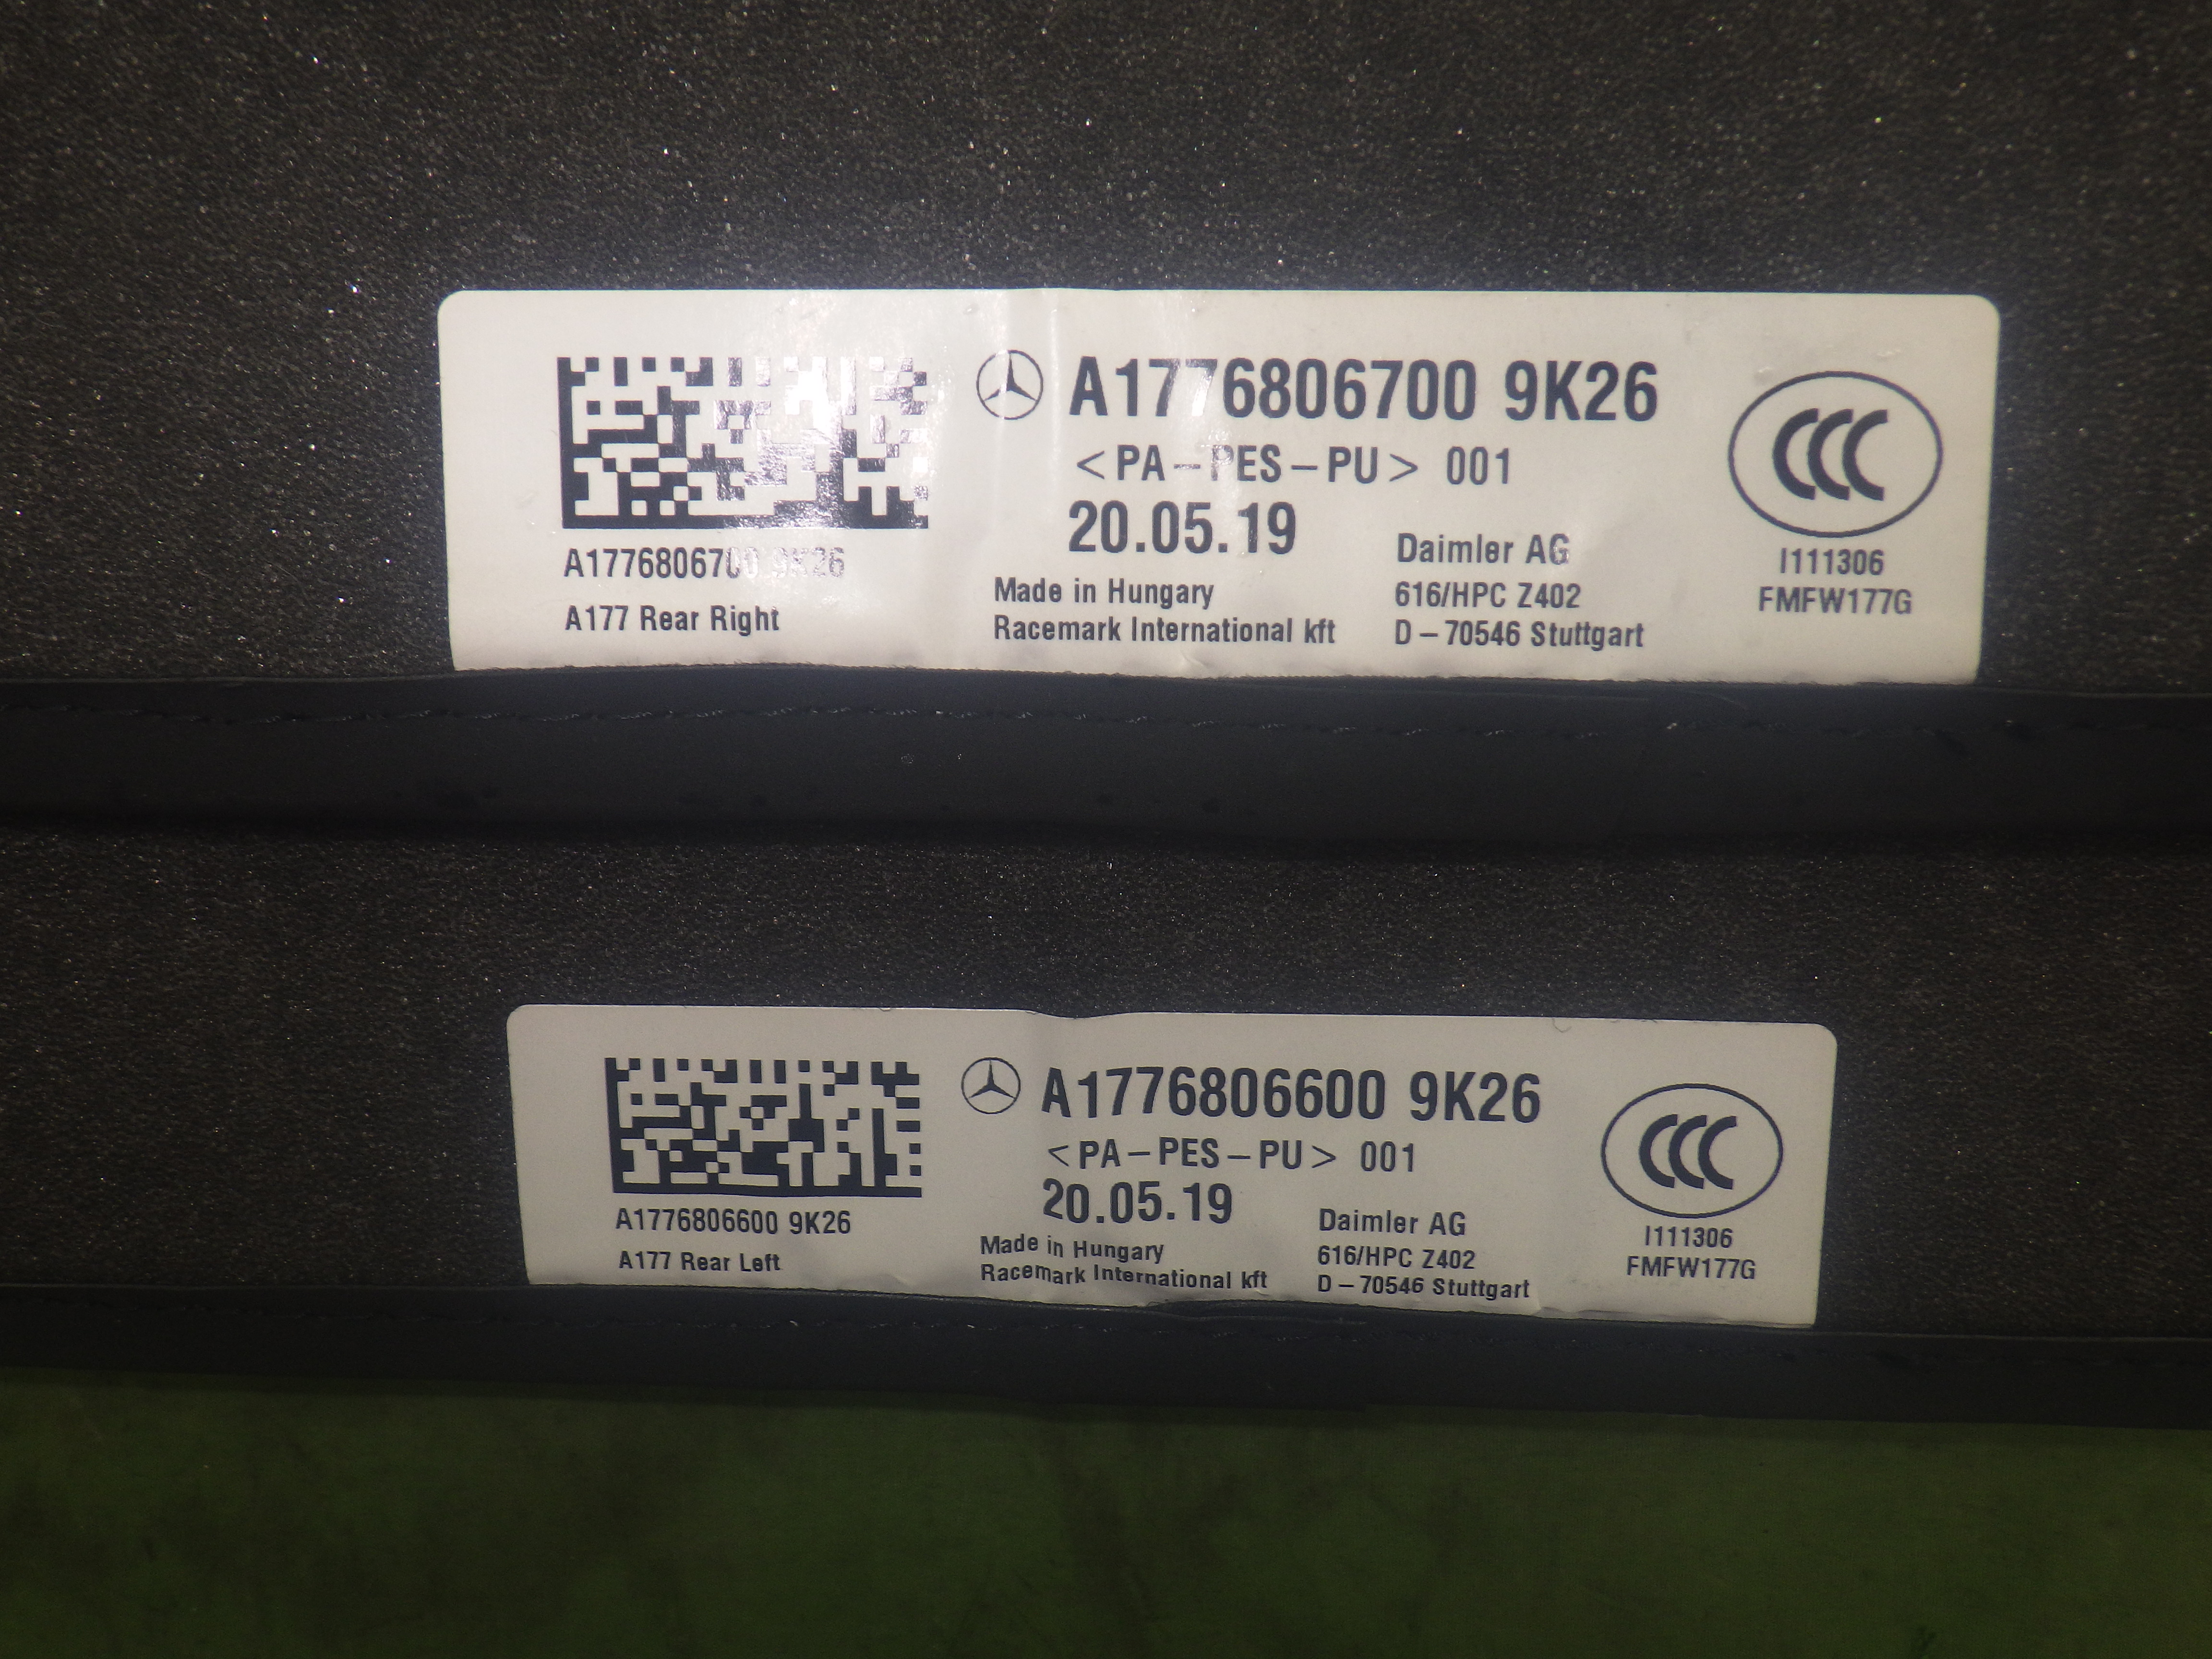 A1776806700 9K26
<PA-PES-PU> 001
20.05.19
A1776806700 9K26
A177 Rear Right
Made in Hungary
Racemark International kft
Daimler AG
616/HPC Z402
D-70546 Stuttgart
CCC
I111306
FMFW177G
A1776806600 9K26
<PA-PES-PU> 001
20.05.19
A1776806600 9K26
A177 Rear Left
Made in Hungary
Racemark International kft
Daimler AG
616/HPC Z402
D-70546 Stuttgart
CCC
I111306
FMFW177G